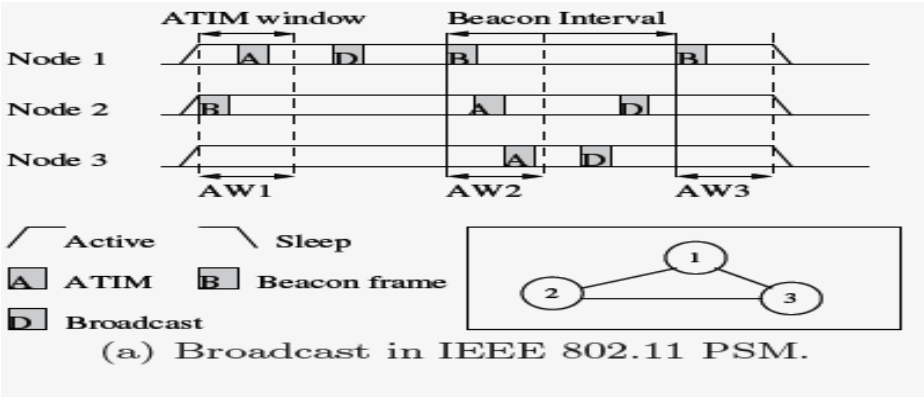 ATIM window Beacon Interval
Node 1 A D B B
Node 2 B A D
Node 3 A D
AW1 AW2 AW3
Active Sleep
A ATIM B Beacon frame
D Broadcast
1
2 3
(a) Broadcast in IEEE 802.11 PSM.